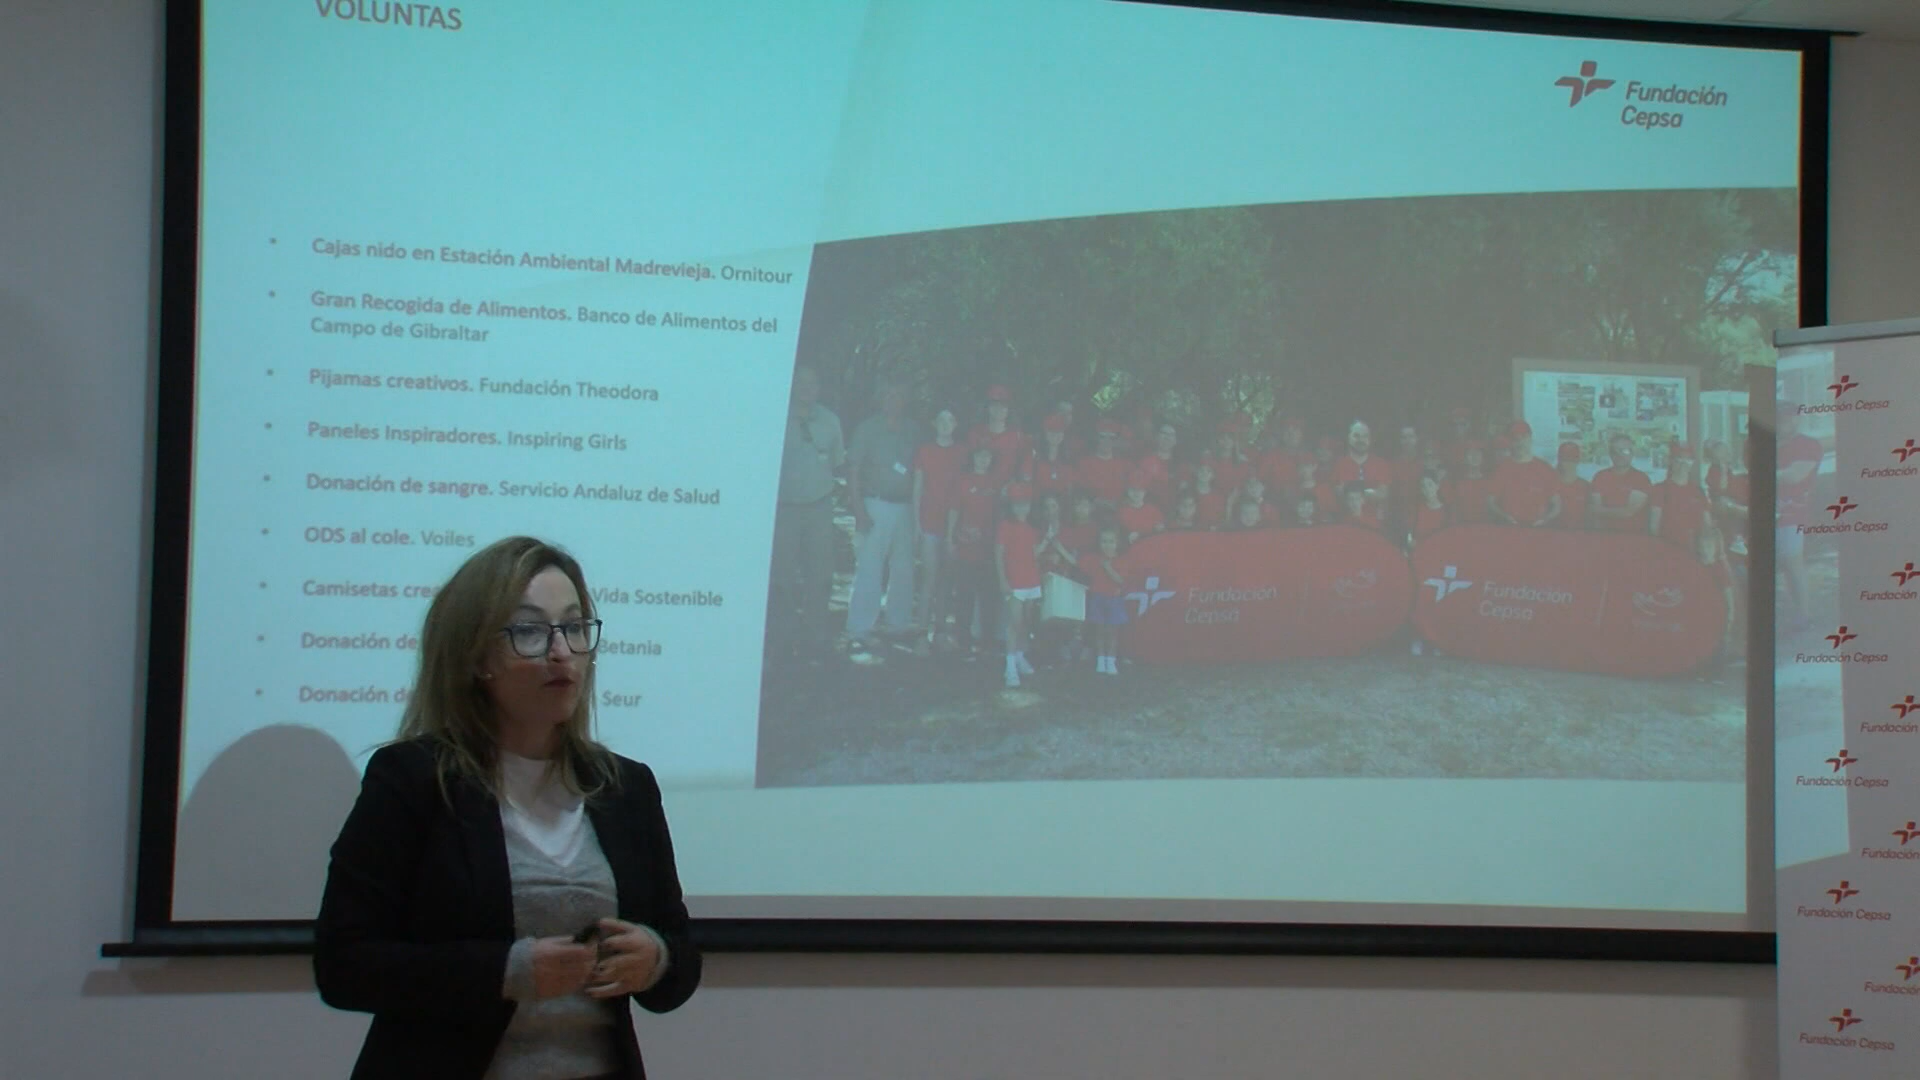 VOLUNTAS
Fundación
Cepsa
• Cajas nido en Estación Ambiental Madrevieja. Ornitour
• Gran Recogida de Alimentos. Banco de Alimentos del
Campo de Gibraltar
• Pijamas creativos. Fundación Theodora
• Paneles Inspiradores. Inspiring Girls
• Donación de sangre. Servicio Andaluz de Salud
• ODS al cole. Voiles
• Camisetas Vida Sostenible
• Donación de Betania
• Donación Seur
Fundación
Cepsa
Fundación
Cepsa
Fundación Cepsa
Fundación
Fundación Cepsa
Fundación
Fundación Cepsa
Fundación
Fundación Cepsa
Fundación
Fundación Cepsa
Fundación
Fundación Cepsa